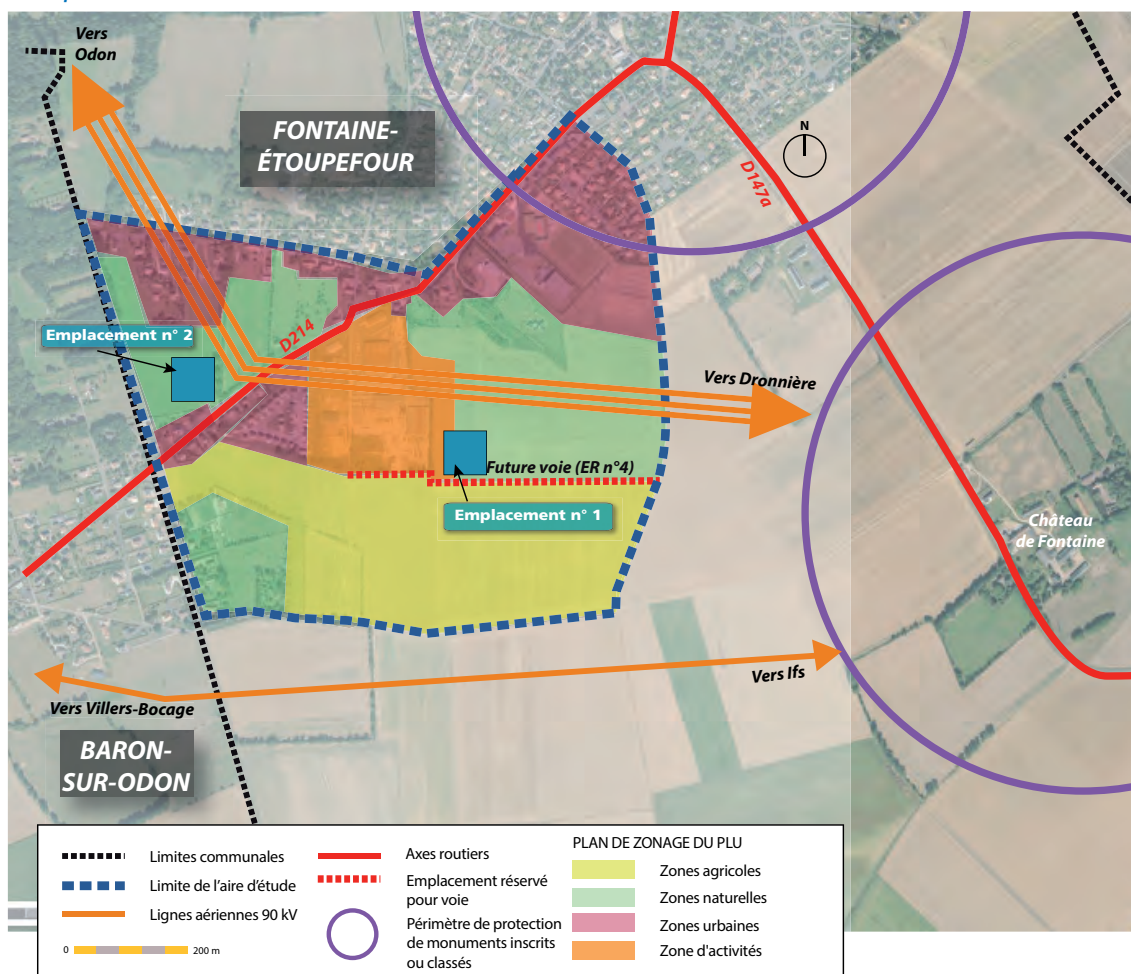 Vers
Odon
FONTAINE-
ÉTOUPEFOUR
N
D147a
Emplacement n° 2
D214
Vers Dronnière
Future voie (ER n°4)
Emplacement n° 1
Château
de Fontaine
Vers Ifs
Vers Villers-Bocage
BARON-
SUR-ODON
Limites communales
Limite de l'aire d'étude
Lignes aériennes 90 kV
0 200 m
Axes routiers
Emplacement réservé
pour voie
Périmètre de protection
de monuments inscrits
ou classés
PLAN DE ZONAGE DU PLU
Zones agricoles
Zones naturelles
Zones urbaines
Zone d'activités